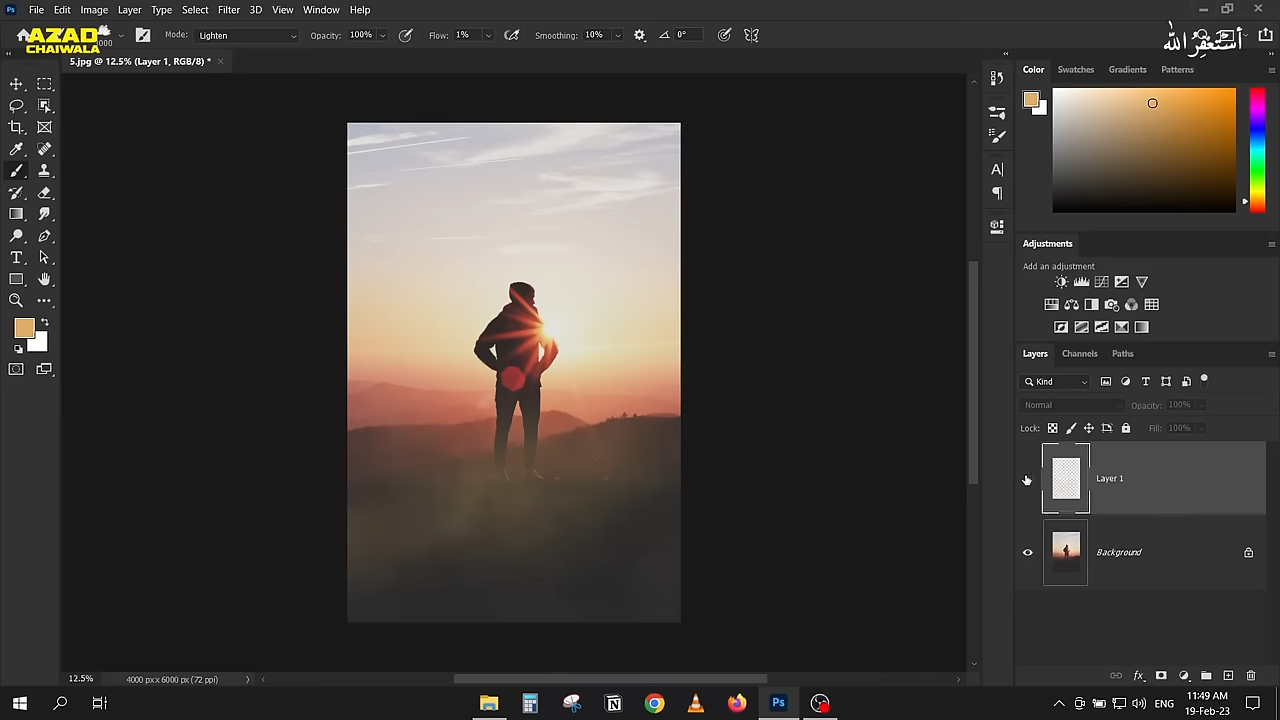 File Edit Image Layer Type Select Filter 3D View Window Help
AZAD
CHAIWALA
Mode: Lighten Opacity: 100% Flow: 1% Smoothing: 10% 0°
أستغفر الله
5.jpg @ 12.5% (Layer 1, RGB/8) *
Color Swatches Gradients Patterns
Adjustments
Add an adjustment
Layers Channels Paths
Kind
Normal Opacity: 100%
Lock: Fill: 100%
Layer 1
Background
12.5% 4000 px x 6000 px (72 ppi)
Ps
ENG
11:49 AM
19-Feb-23